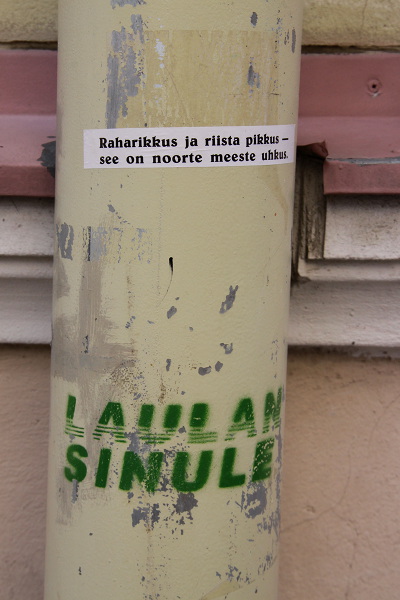 Raharikkus ja riista pikkus –
see on noorte meeste uhkus.
LAULAN
SINULE